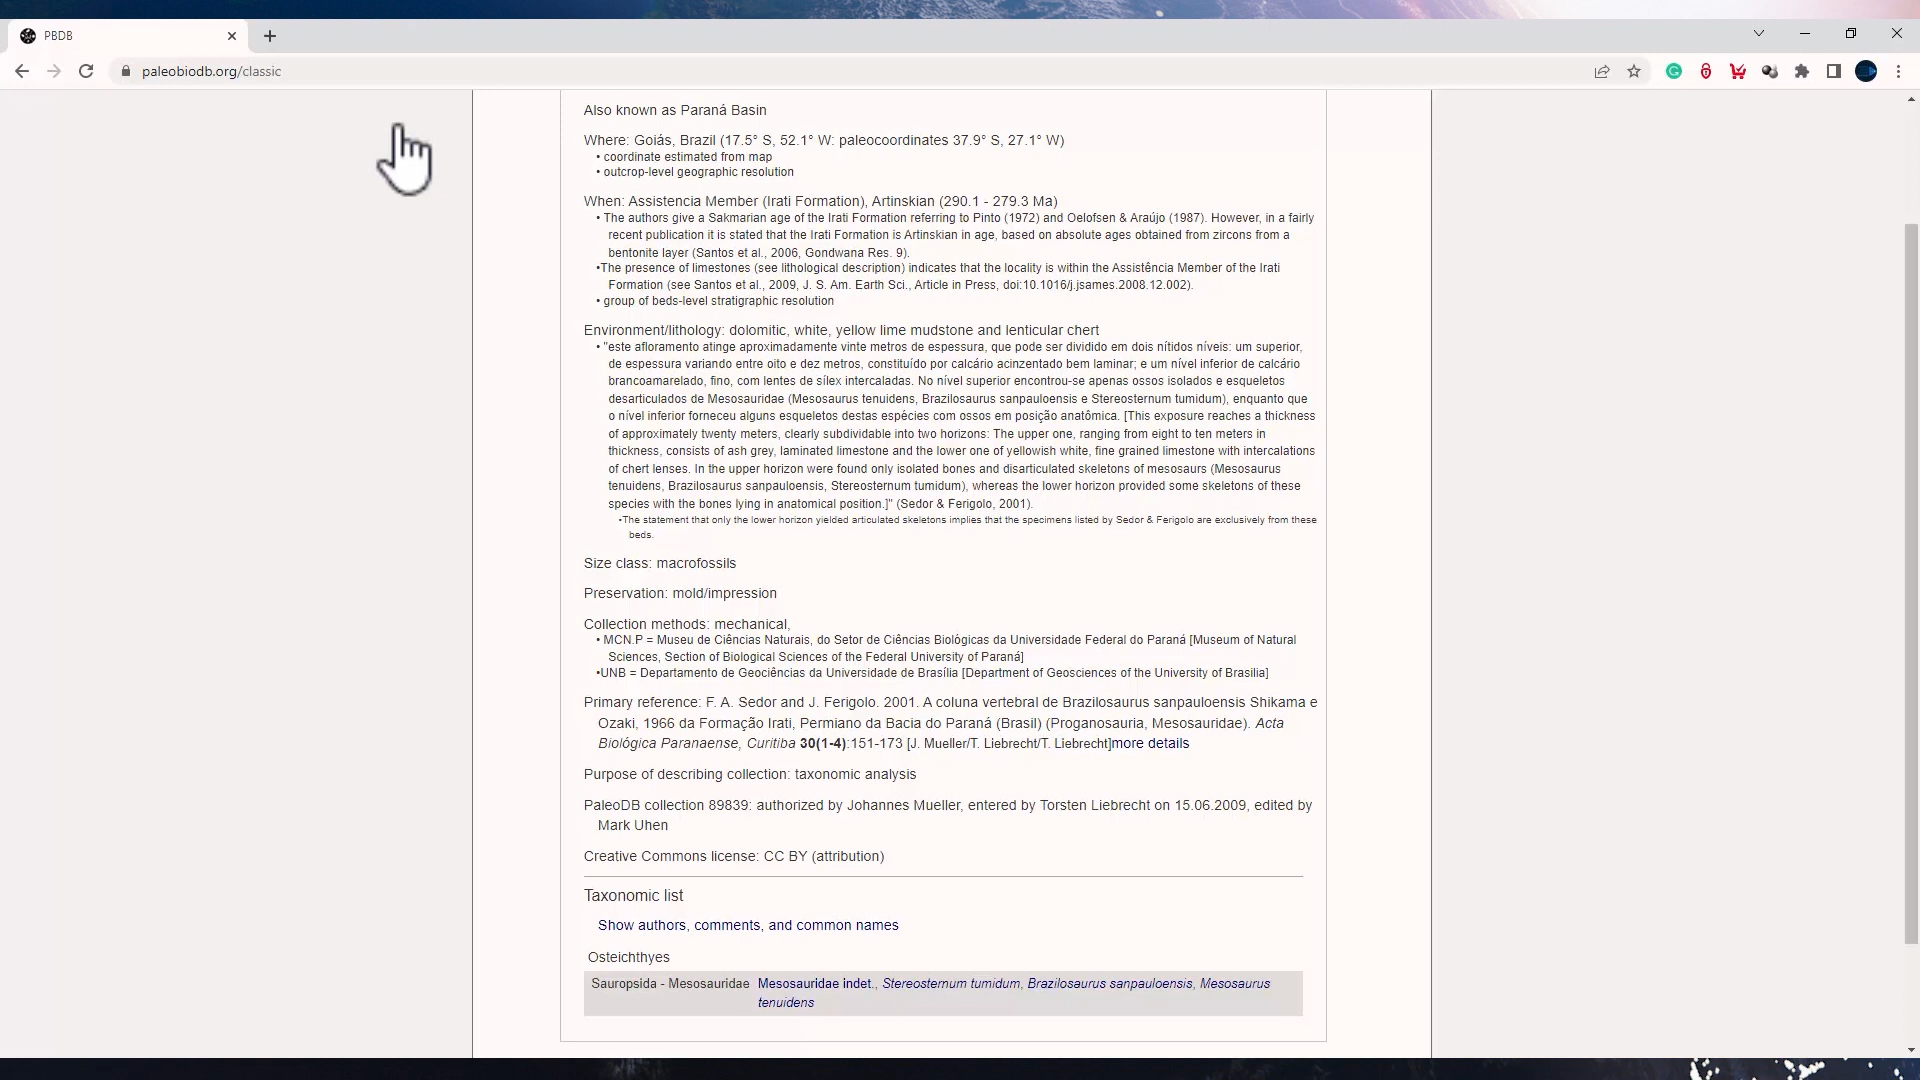 PBDB
paleobiodb.org/classic
Also known as Paraná Basin
Where: Goiás, Brazil (17.5° S, 52.1° W: paleocoordinates 37.9° S, 27.1° W)
• coordinate estimated from map
• outcrop-level geographic resolution
When: Assistencia Member (Irati Formation), Artinskian (290.1 - 279.3 Ma)
• The authors give a Sakmarian age of the Irati Formation referring to Pinto (1972) and Oelofsen & Araújo (1987). However, in a fairly
recent publication it is stated that the Irati Formation is Artinskian in age, based on absolute ages obtained from zircons from a
bentonite layer (Santos et al., 2006, Gondwana Res. 9).
•The presence of limestones (see lithological description) indicates that the locality is within the Assistência Member of the Irati
Formation (see Santos et al., 2009, J. S. Am. Earth Sci., Article in Press, doi:10.1016/j.jsames.2008.12.002).
• group of beds-level stratigraphic resolution
Environment/lithology: dolomitic, white, yellow lime mudstone and lenticular chert
• "este afloramento atinge aproximadamente vinte metros de espessura, que pode ser dividido em dois nítidos níveis: um superior,
de espessura variando entre oito e dez metros, constituído por calcário acinzentado bem laminar; e um nível inferior de calcário
brancoamarelado, fino, com lentes de sílex intercaladas. No nível superior encontrou-se apenas ossos isolados e esqueletos
desarticulados de Mesosauridae (Mesosaurus tenuidens, Brazilosaurus sanpauloensis e Stereosternum tumidum), enquanto que
o nível inferior forneceu alguns esqueletos destas espécies com ossos em posição anatômica. [This exposure reaches a thickness
of approximately twenty meters, clearly subdividable into two horizons: The upper one, ranging from eight to ten meters in
thickness, consists of ash grey, laminated limestone and the lower one of yellowish white, fine grained limestone with intercalations
of chert lenses. In the upper horizon were found only isolated bones and disarticulated skeletons of mesosaurs (Mesosaurus
tenuidens, Brazilosaurus sanpauloensis, Stereosternum tumidum), whereas the lower horizon provided some skeletons of these
species with the bones lying in anatomical position.]" (Sedor & Ferigolo, 2001).
•The statement that only the lower horizon yielded articulated skeletons implies that the specimens listed by Sedor & Ferigolo are exclusively from these
beds.
Size class: macrofossils
Preservation: mold/impression
Collection methods: mechanical,
• MCN.P = Museu de Ciências Naturais, do Setor de Ciências Biológicas da Universidade Federal do Paraná [Museum of Natural
Sciences, Section of Biological Sciences of the Federal University of Paraná]
•UNB = Departamento de Geociências da Universidade de Brasília [Department of Geosciences of the University of Brasilia]
Primary reference: F. A. Sedor and J. Ferigolo. 2001. A coluna vertebral de Brazilosaurus sanpauloensis Shikama e
Ozaki, 1966 da Formação Irati, Permiano da Bacia do Paraná (Brasil) (Proganosauria, Mesosauridae). Acta
Biológica Paranaense, Curitiba 30(1-4):151-173 [J. Mueller/T. Liebrecht/T. Liebrecht]more details
Purpose of describing collection: taxonomic analysis
PaleoDB collection 89839: authorized by Johannes Mueller, entered by Torsten Liebrecht on 15.06.2009, edited by
Mark Uhen
Creative Commons license: CC BY (attribution)
Taxonomic list
Show authors, comments, and common names
Osteichthyes
Sauropsida - Mesosauridae Mesosauridae indet., Stereosternum tumidum, Brazilosaurus sanpauloensis, Mesosaurus
tenuidens